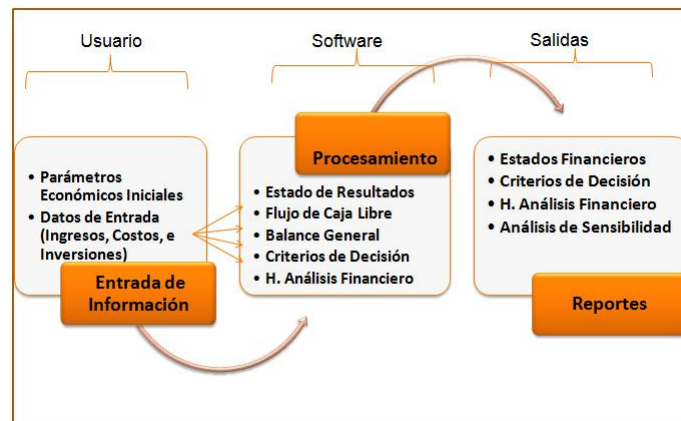 Usuario
Software
Salidas
• Parámetros
Económicos Iniciales
• Datos de Entrada
(Ingresos, Costos, e
Inversiones)
Entrada de
Información
Procesamiento
• Estado de Resultados
• Flujo de Caja Libre
• Balance General
• Criterios de Decisión
• H. Análisis Financiero
• Estados Financieros
• Criterios de Decisión
• H. Análisis Financiero
• Análisis de Sensibilidad
Reportes